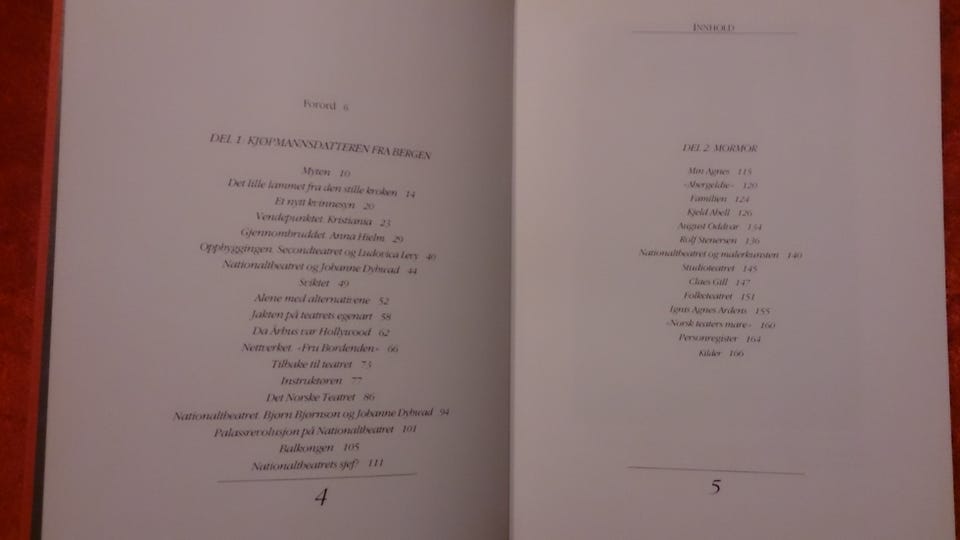 Forord 6
DEL 1: KJØPMANNSDATTEREN FRA BERGEN
Myten 10
Det lille lammet fra den stille kroken 14
Et nytt kvinnesyn 20
Vendepunktet. Kristiania 23
Gjennombruddet. Anna Hielm 29
Oppbyggingen. Secondteatret og Ludovica Levy 40
Nationaltheatret og Johanne Dybwad 44
Sviktet 49
Alene med alternativene 52
Jakten på teatrets egenart 58
Da Århus var Hollywood 62
Nettverket. «Fru Bordenden» 66
Tilbake til teatret 73
Instruktøren 77
Det Norske Teatret 86
Nationaltheatret. Bjørn Bjørnson og Johanne Dybwad 94
Palassrevolusjon på Nationaltheatret 101
Balkongen 105
Nationaltheatrets sjef? 111
4
INNHOLD
DEL 2: MORMOR
Min Agnes 115
«Abergeldie» 120
Familien 124
Kjeld Abell 126
August Oddvar 134
Rolf Stenersen 136
Nationaltheatret og malerkunsten 140
Studioteatret 145
Claes Gill 147
Folketeatret 151
Ignis Agnes Ardens 155
«Norsk teaters mare» 160
Personregister 164
Kilder 166
5